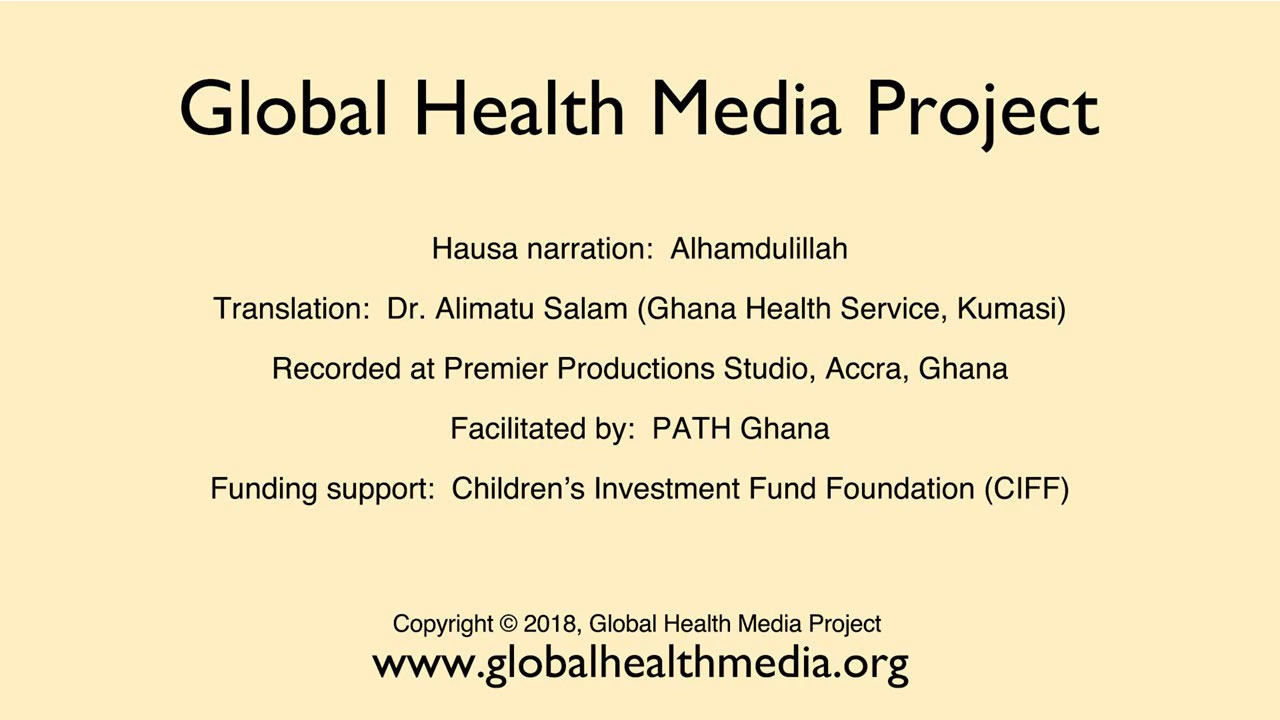 Global Health Media Project
Hausa narration: Alhamdulillah
Translation: Dr. Alimatu Salam (Ghana Health Service, Kumasi)
Recorded at Premier Productions Studio, Accra, Ghana
Facilitated by: PATH Ghana
Funding support: Children’s Investment Fund Foundation (CIFF)
Copyright © 2018, Global Health Media Project
www.globalhealthmedia.org